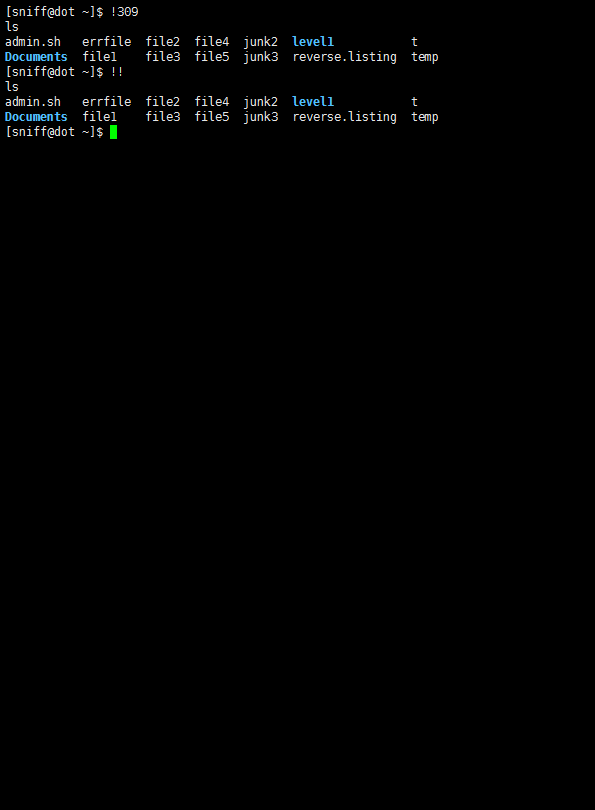 [sniff@dot ~]$ !309
ls
admin.sh   errfile  file2  file4  junk2  level1           t
Documents  file1    file3  file5  junk3  reverse.listing  temp
[sniff@dot ~]$ !!
ls
admin.sh   errfile  file2  file4  junk2  level1           t
Documents  file1    file3  file5  junk3  reverse.listing  temp
[sniff@dot ~]$